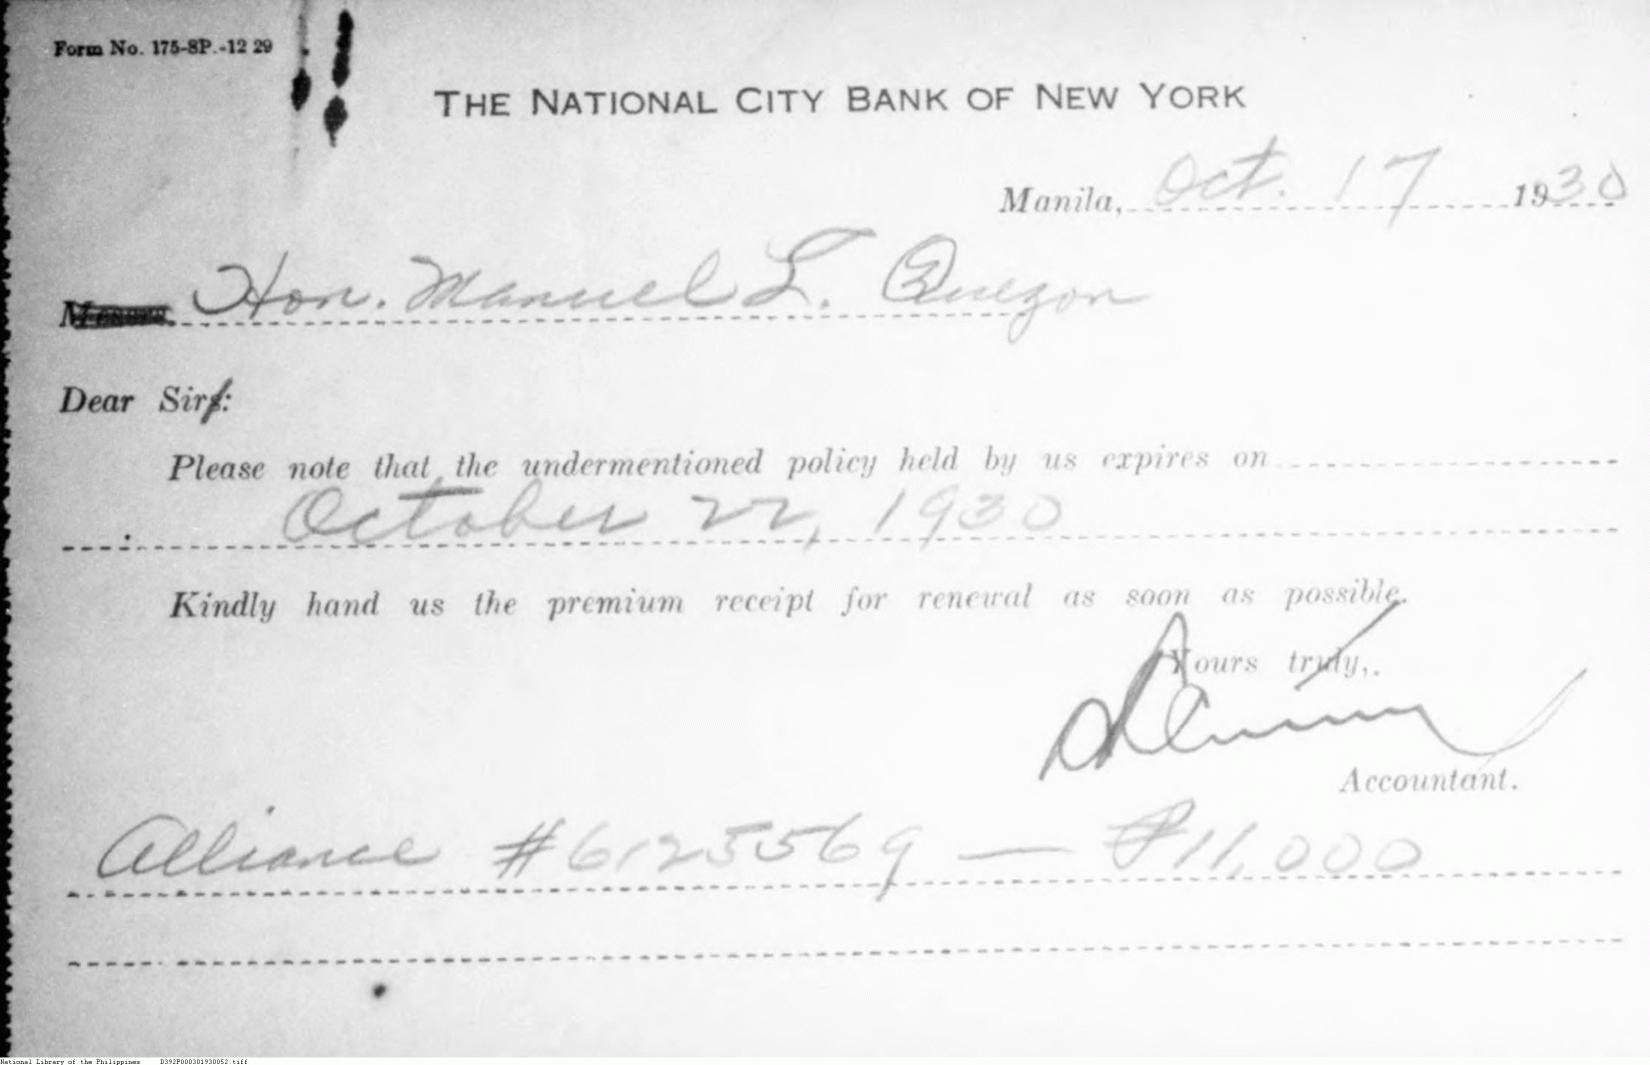 Form No. 175-8P.-12 29
THE NATIONAL CITY BANK OF NEW YORK
Manila, Oct. 17 1930
Hon. Manuel L. Quezon
Dear Sir:
Please note that the undermentioned policy held by us expires on
October 22, 1930
Kindly hand us the premium receipt for renewal as soon as possible.
Yours truly,.
Accountant.
Alliance #6125569 — ₱11,000
National Library of the Philippines D392P000301930052.tiff